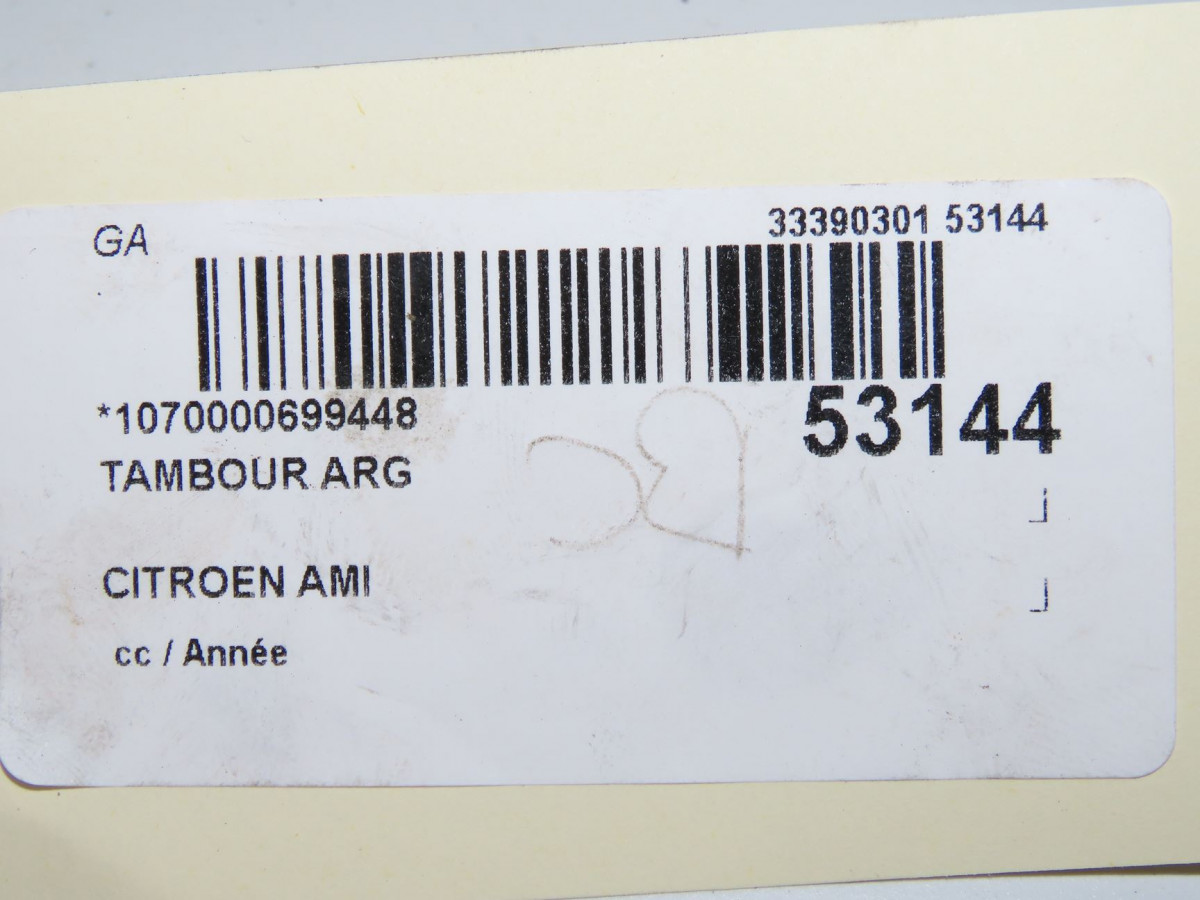 GA
33390301 53144
*1070000699448
53144
TAMBOUR ARG
CITROEN AMI
cc / Année